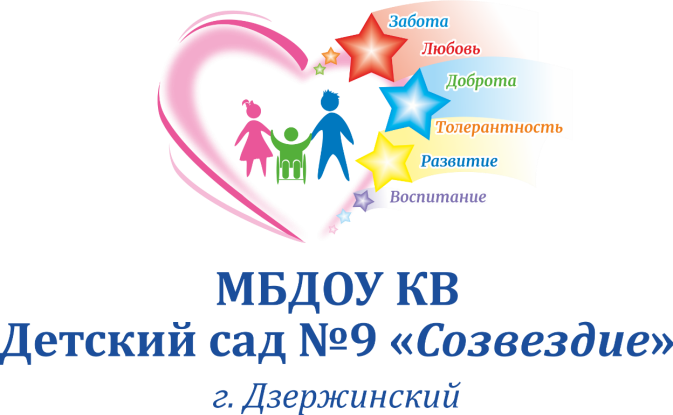 Забота
Любовь
Доброта
Толерантность
Развитие
Воспитание
МБДОУ КВ
Детский сад №9 «Созвездие»
г. Дзержинский